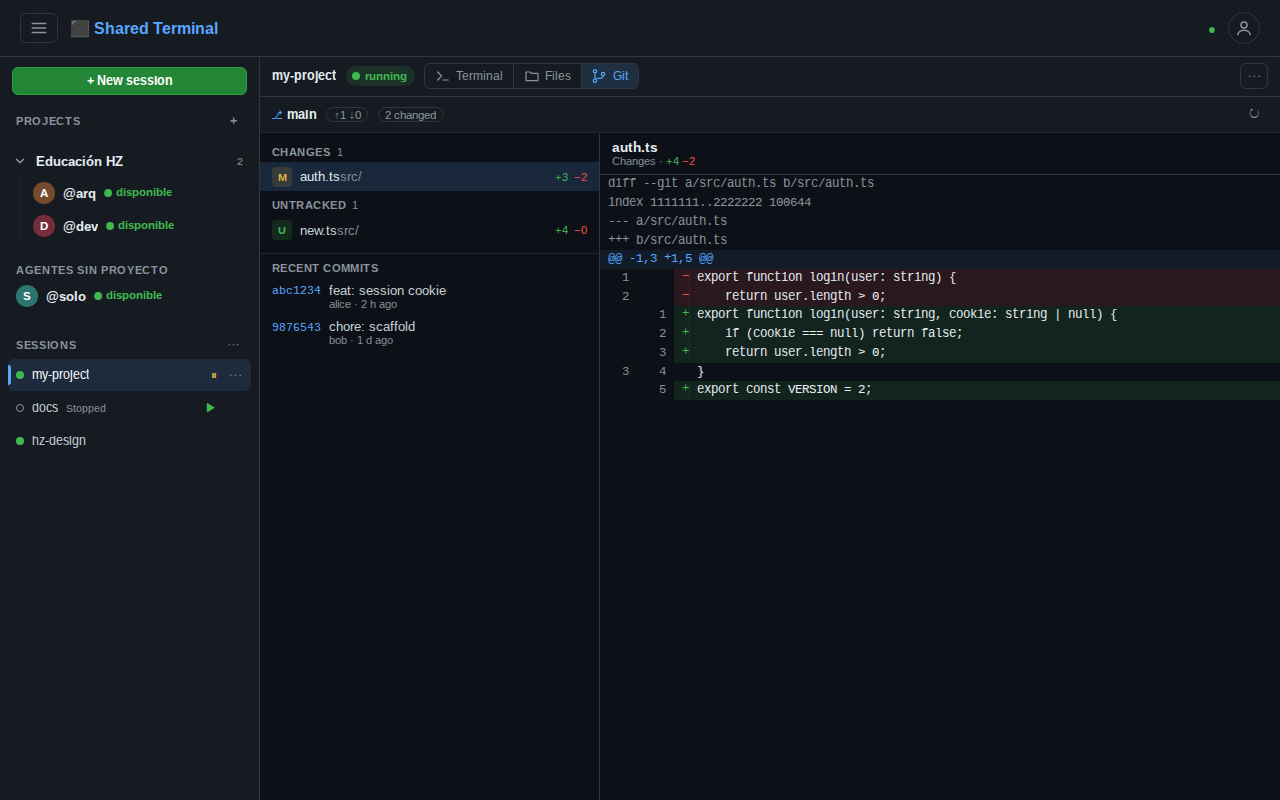 Shared Terminal
+ New session
PROJECTS +
Educación HZ 2
A @arq disponible
D @dev disponible
AGENTES SIN PROYECTO
S @solo disponible
SESSIONS ...
my-project ...
docs Stopped
hz-design
my-project running Terminal Files Git ...
main ↑1 ↓0 2 changed
CHANGES 1
M auth.ts src/ +3 −2
UNTRACKED 1
U new.ts src/ +4 −0
RECENT COMMITS
abc1234 feat: session cookie
alice · 2 h ago
9876543 chore: scaffold
bob · 1 d ago
auth.ts
Changes · +4 −2
diff --git a/src/auth.ts b/src/auth.ts
index 1111111..2222222 100644
--- a/src/auth.ts
+++ b/src/auth.ts
@@ -1,3 +1,5 @@
1 − export function login(user: string) {
2 − return user.length > 0;
1 + export function login(user: string, cookie: string | null) {
2 + if (cookie === null) return false;
3 + return user.length > 0;
3 4 }
5 + export const VERSION = 2;